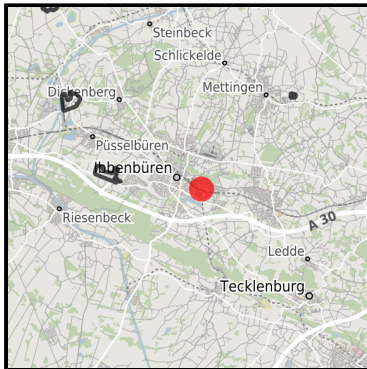 Steinbeck
Schlickelde
Dickenberg
Mettingen
Püsselbüren
Ibbenbüren
Riesenbeck
A 30
Ledde
Tecklenburg